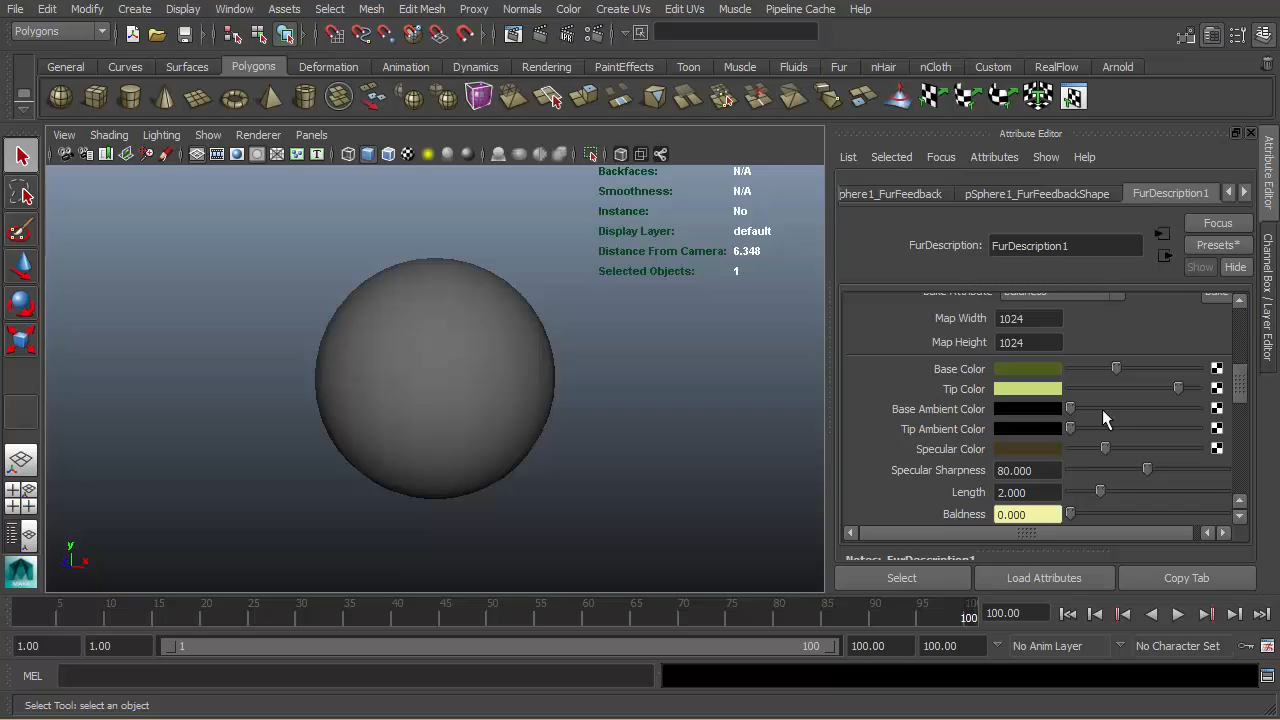 File Edit Modify Create Display Window Assets Select Mesh Edit Mesh Proxy Normals Color Create UVs Edit UVs Muscle Pipeline Cache Help
Polygons
General Curves Surfaces Polygons Deformation Animation Dynamics Rendering PaintEffects Toon Muscle Fluids Fur nHair nCloth Custom RealFlow Arnold
View Shading Lighting Show Renderer Panels
Attribute Editor
List Selected Focus Attributes Show Help
Backfaces: N/A
Smoothness: N/A
Instance: No
Display Layer: default
Distance From Camera: 6.348
Selected Objects: 1
phere1_FurFeedback pSphere1_FurFeedbackShape FurDescription1
Focus
FurDescription: FurDescription1 Presets*
Show Hide
Map Width 1024
Map Height 1024
Base Color
Tip Color
Base Ambient Color
Tip Ambient Color
Specular Color
Specular Sharpness 80.000
Length 2.000
Baldness 0.000
Select Load Attributes Copy Tab
Attribute Editor
Channel Box / Layer Editor
y
x
5 10 15 20 25 30 35 40 45 50 55 60 65 70 75 80 85 90 95 100
100
100.00
1.00 1.00 1 100 100.00 100.00 No Anim Layer No Character Set
MEL
Select Tool: select an object